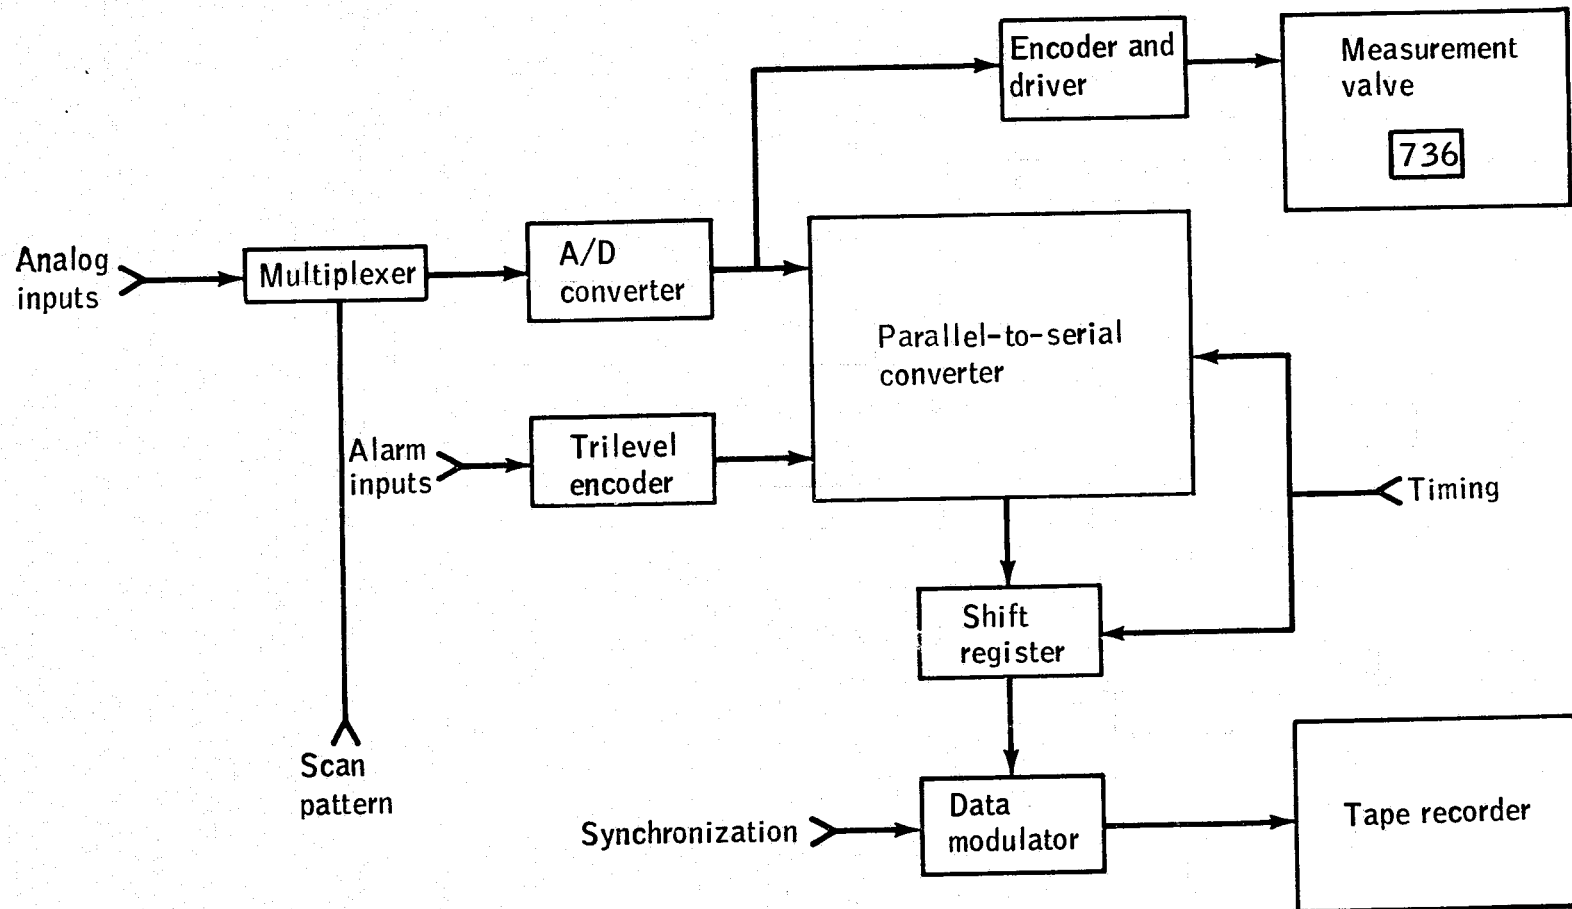 Encoder and
driver
Measurement
valve
736
Analog
inputs
Multiplexer
A/D
converter
Parallel-to-serial
converter
Alarm
inputs
Trilevel
encoder
Timing
Shift
register
Scan
pattern
Synchronization
Data
modulator
Tape recorder